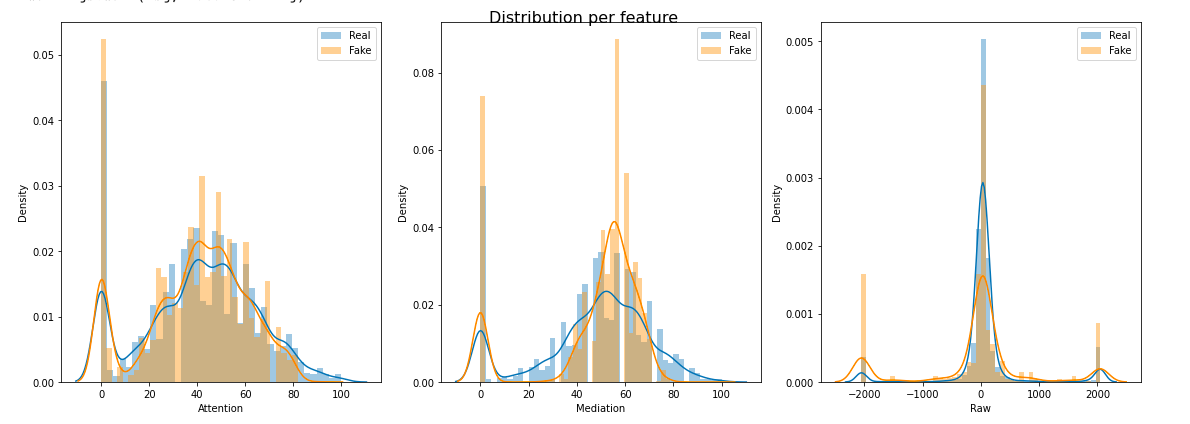 Distribution per feature
Real
Fake
0.05
0.04
0.03
0.02
0.01
0.00
Density
0 20 40 60 80 100
Attention
Real
Fake
0.08
0.06
0.04
0.02
0.00
Density
0 20 40 60 80 100
Mediation
Real
Fake
0.005
0.004
0.003
0.002
0.001
0.000
Density
−2000 −1000 0 1000 2000
Raw